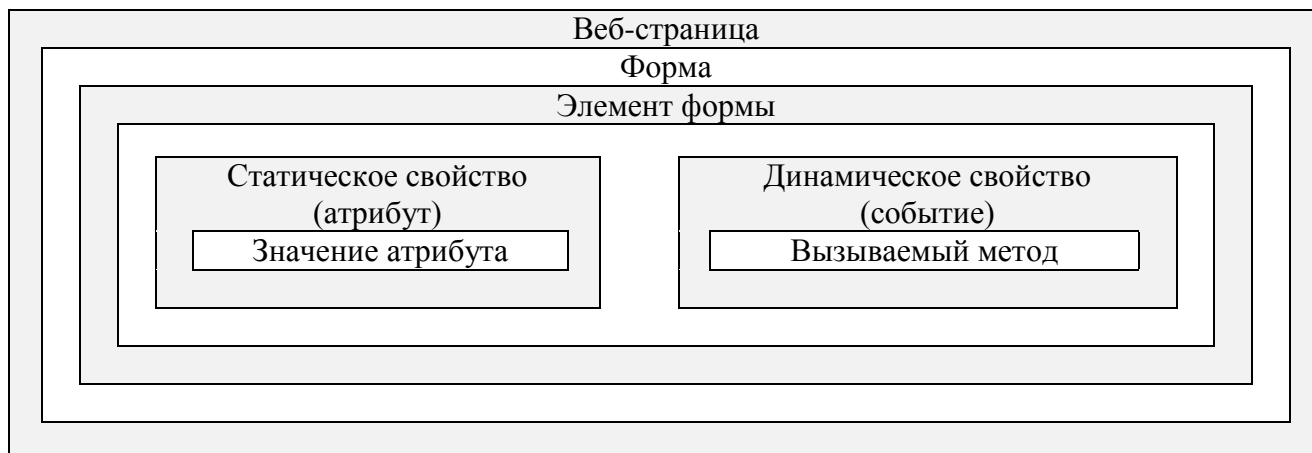 Веб-страница
Форма
Элемент формы
Статическое свойство
(атрибут)
Значение атрибута
Динамическое свойство
(событие)
Вызываемый метод